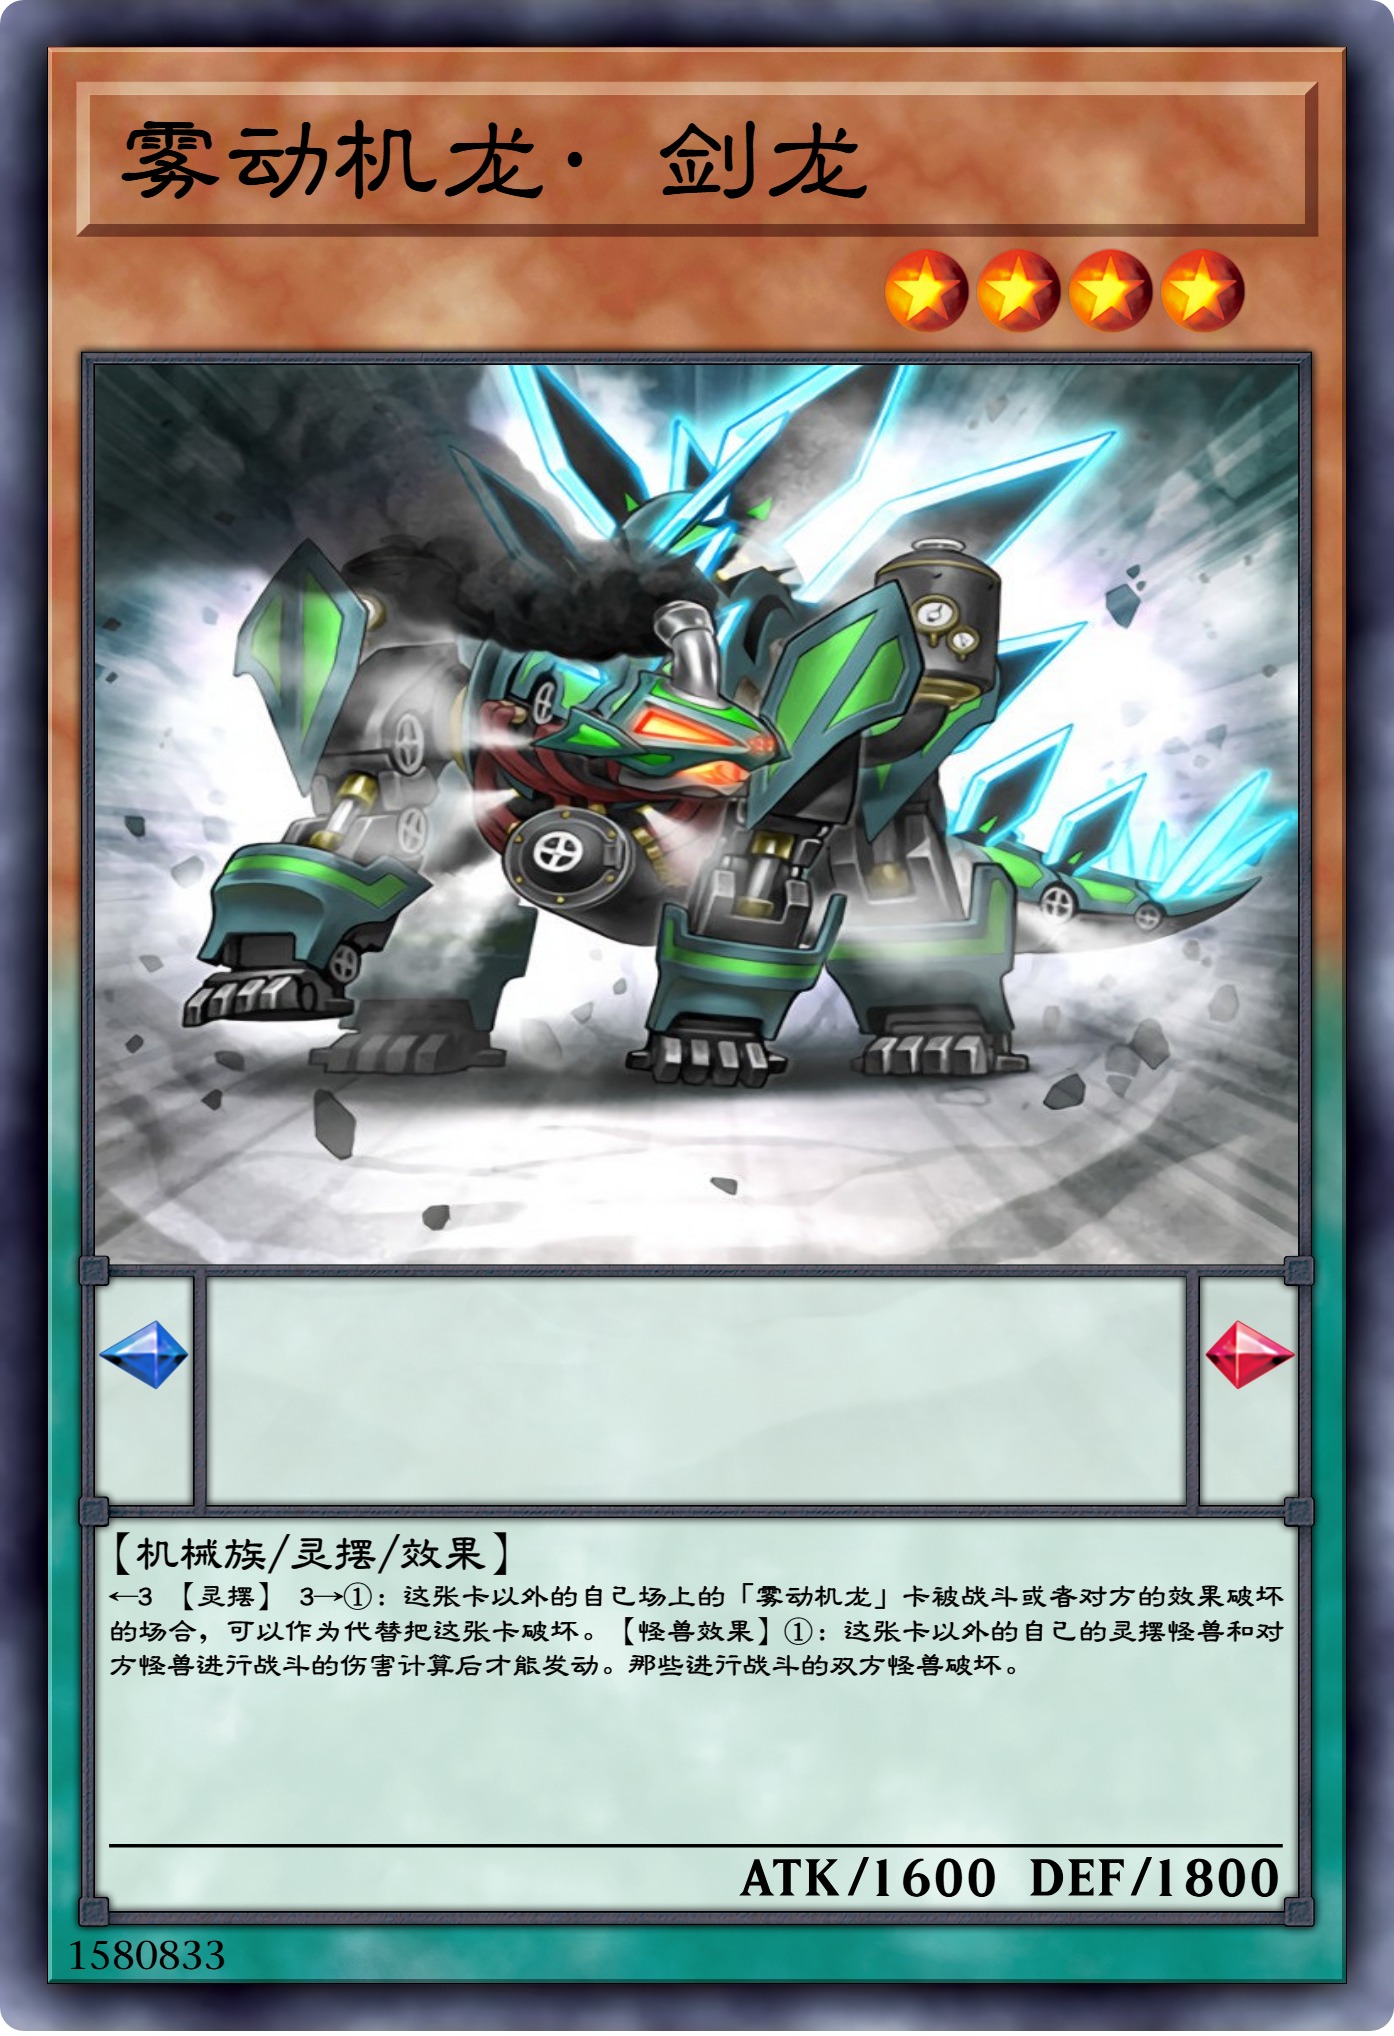 雾动机龙·剑龙
【机械族/灵摆/效果】
←3 【灵摆】 3→①：这张卡以外的自己场上的「雾动机龙」卡被战斗或者对方的效果破坏
的场合，可以作为代替把这张卡破坏。【怪兽效果】①：这张卡以外的自己的灵摆怪兽和对
方怪兽进行战斗的伤害计算后才能发动。那些进行战斗的双方怪兽破坏。
ATK/1600 DEF/1800
1580833